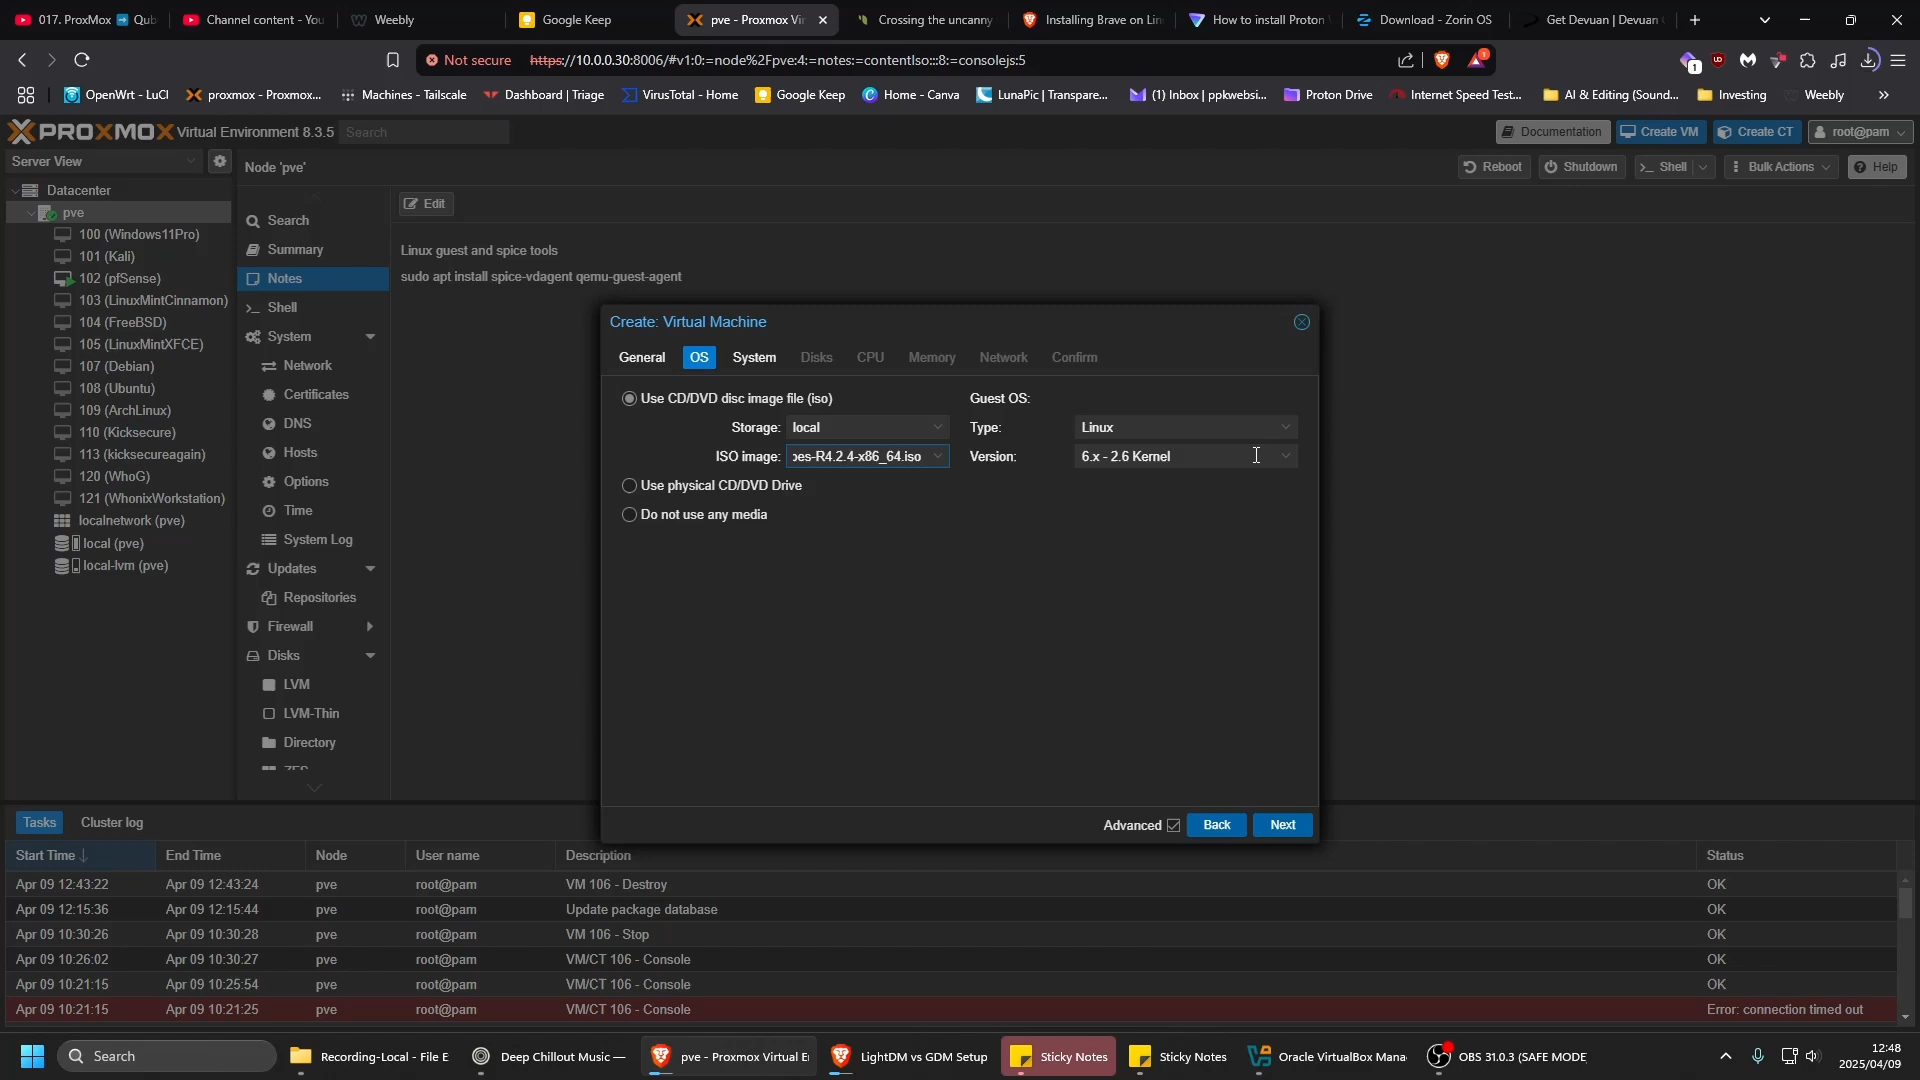 017. ProxMox ➡ Qub
Channel content - You
Weebly
Google Keep
pve - Proxmox Vir
Crossing the uncanny
Installing Brave on Lin
How to install Proton
Download - Zorin OS
Get Devuan | Devuan
Not secure https://10.0.0.30:8006/#v1:0:=node%2Fpve:4:=notes:=contentIso:::8:=consolejs:5
OpenWrt - LuCI
proxmox - Proxmox...
Machines - Tailscale
Dashboard | Triage
VirusTotal - Home
Google Keep
Home - Canva
LunaPic | Transpare...
(1) Inbox | ppkwebsi...
Proton Drive
Internet Speed Test...
AI & Editing (Sound...
Investing
Weebly
PROXMOX Virtual Environment 8.3.5 Search
Documentation Create VM Create CT root@pam
Server View
Node 'pve'
Reboot Shutdown Shell Bulk Actions Help
Datacenter
pve
100 (Windows11Pro)
101 (Kali)
102 (pfSense)
103 (LinuxMintCinnamon)
104 (FreeBSD)
105 (LinuxMintXFCE)
107 (Debian)
108 (Ubuntu)
109 (ArchLinux)
110 (Kicksecure)
113 (kicksecureagain)
120 (WhoG)
121 (WhonixWorkstation)
localnetwork (pve)
local (pve)
local-lvm (pve)
Search
Summary
Notes
Shell
System
Network
Certificates
DNS
Hosts
Options
Time
System Log
Updates
Repositories
Firewall
Disks
LVM
LVM-Thin
Directory
ZFS
Edit
Linux guest and spice tools
sudo apt install spice-vdagent qemu-guest-agent
Create: Virtual Machine
General OS System Disks CPU Memory Network Confirm
Use CD/DVD disc image file (iso)
Storage: local
ISO image: bes-R4.2.4-x86_64.iso
Use physical CD/DVD Drive
Do not use any media
Guest OS:
Type: Linux
Version: 6.x - 2.6 Kernel
Advanced Back Next
Tasks Cluster log
Start Time End Time Node User name Description Status
Apr 09 12:43:22 Apr 09 12:43:24 pve root@pam VM 106 - Destroy OK
Apr 09 12:15:36 Apr 09 12:15:44 pve root@pam Update package database OK
Apr 09 10:30:26 Apr 09 10:30:28 pve root@pam VM 106 - Stop OK
Apr 09 10:26:02 Apr 09 10:30:27 pve root@pam VM/CT 106 - Console OK
Apr 09 10:21:15 Apr 09 10:25:54 pve root@pam VM/CT 106 - Console OK
Apr 09 10:21:15 Apr 09 10:21:25 pve root@pam VM/CT 106 - Console Error: connection timed out
Search
Recording-Local - File E
Deep Chillout Music —
pve - Proxmox Virtual E
LightDM vs GDM Setup
Sticky Notes
Sticky Notes
Oracle VirtualBox Mana
OBS 31.0.3 (SAFE MODE
12:48
2025/04/09